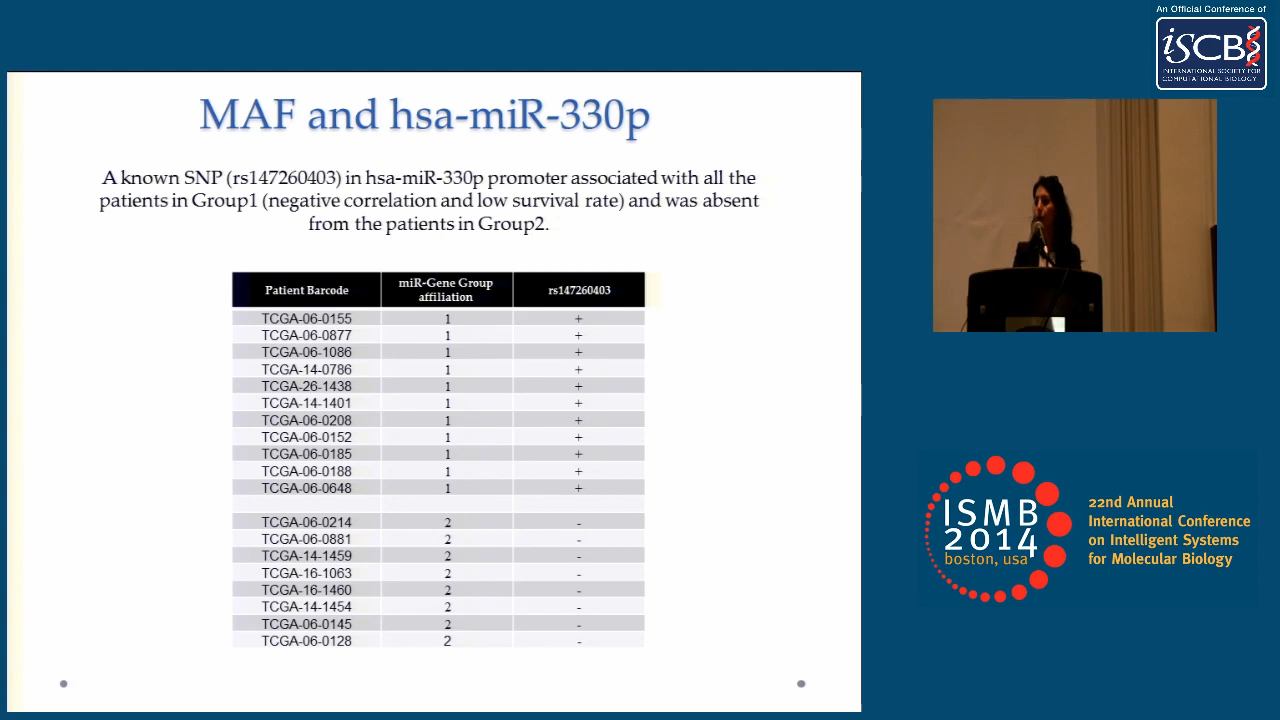 An Official Conference of
iSCB
INTERNATIONAL SOCIETY FOR
COMPUTATIONAL BIOLOGY
MAF and hsa-miR-330p
A known SNP (rs147260403) in hsa-miR-330p promoter associated with all the
patients in Group1 (negative correlation and low survival rate) and was absent
from the patients in Group2.
Patient Barcode miR-Gene Group affiliation rs147260403
TCGA-06-0155 1 +
TCGA-06-0877 1 +
TCGA-06-1086 1 +
TCGA-14-0786 1 +
TCGA-26-1438 1 +
TCGA-14-1401 1 +
TCGA-06-0208 1 +
TCGA-06-0152 1 +
TCGA-06-0185 1 +
TCGA-06-0188 1 +
TCGA-06-0648 1 +
TCGA-06-0214 2 -
TCGA-06-0881 2 -
TCGA-14-1459 2 -
TCGA-16-1063 2 -
TCGA-16-1460 2 -
TCGA-14-1454 2 -
TCGA-06-0145 2 -
TCGA-06-0128 2 -
ISMB
2014
boston, usa
22nd Annual
International Conference
on Intelligent Systems
for Molecular Biology